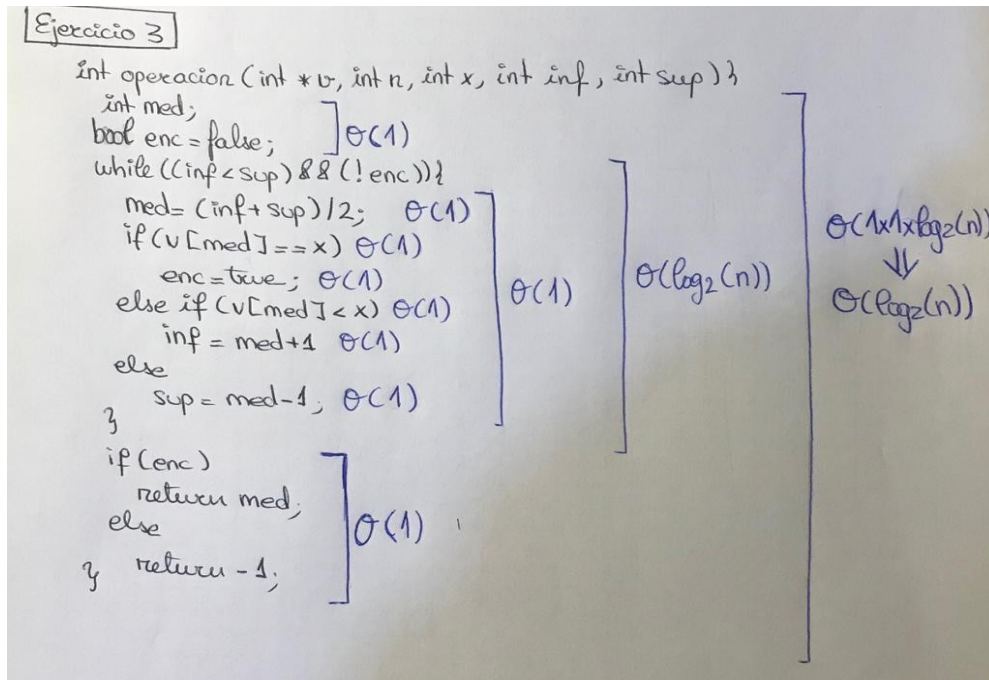 Ejercicio 3
int operacion (int * v, int n, int x, int inf, int sup) }
int med;
bool enc = false; O(1)
while ((inf < sup) && (! enc)) {
med = (inf + sup) / 2; O(1)
if (v[med] == x) O(1)
enc = true; O(1)
else if (v[med] < x) O(1)
inf = med+1 O(1)
else
sup = med-1; O(1)
}
O(1)
O(log2(n))
O(1x1xlog2(n))
⇓
O(log2(n))
if (enc)
return med;
else
return -1;
}
O(1)